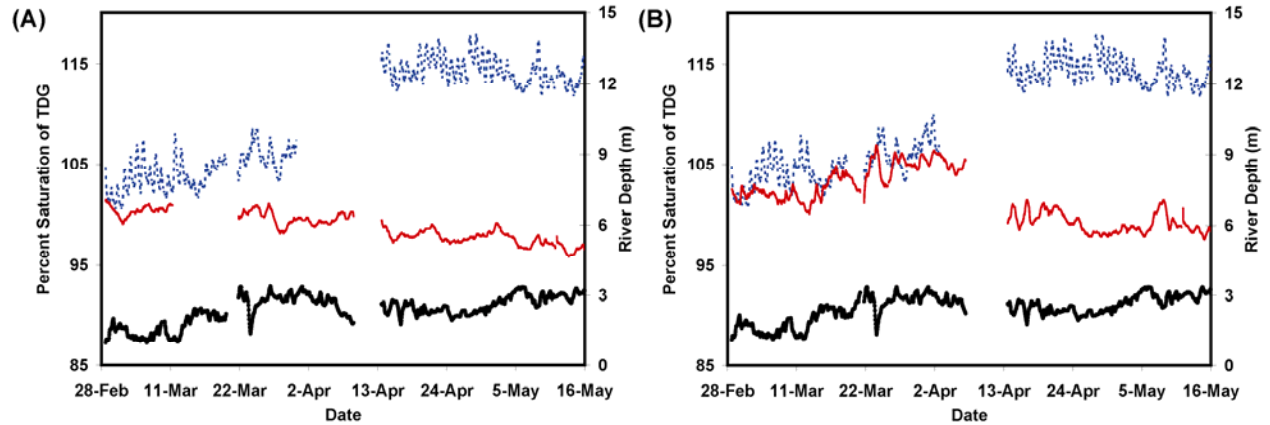 (A)
Percent Saturation of TDG
115
105
95
85
15
12
9
6
3
0
River Depth (m)
28-Feb 11-Mar 22-Mar 2-Apr 13-Apr 24-Apr 5-May 16-May
Date
(B)
Percent Saturation of TDG
115
105
95
85
15
12
9
6
3
0
River Depth (m)
28-Feb 11-Mar 22-Mar 2-Apr 13-Apr 24-Apr 5-May 16-May
Date